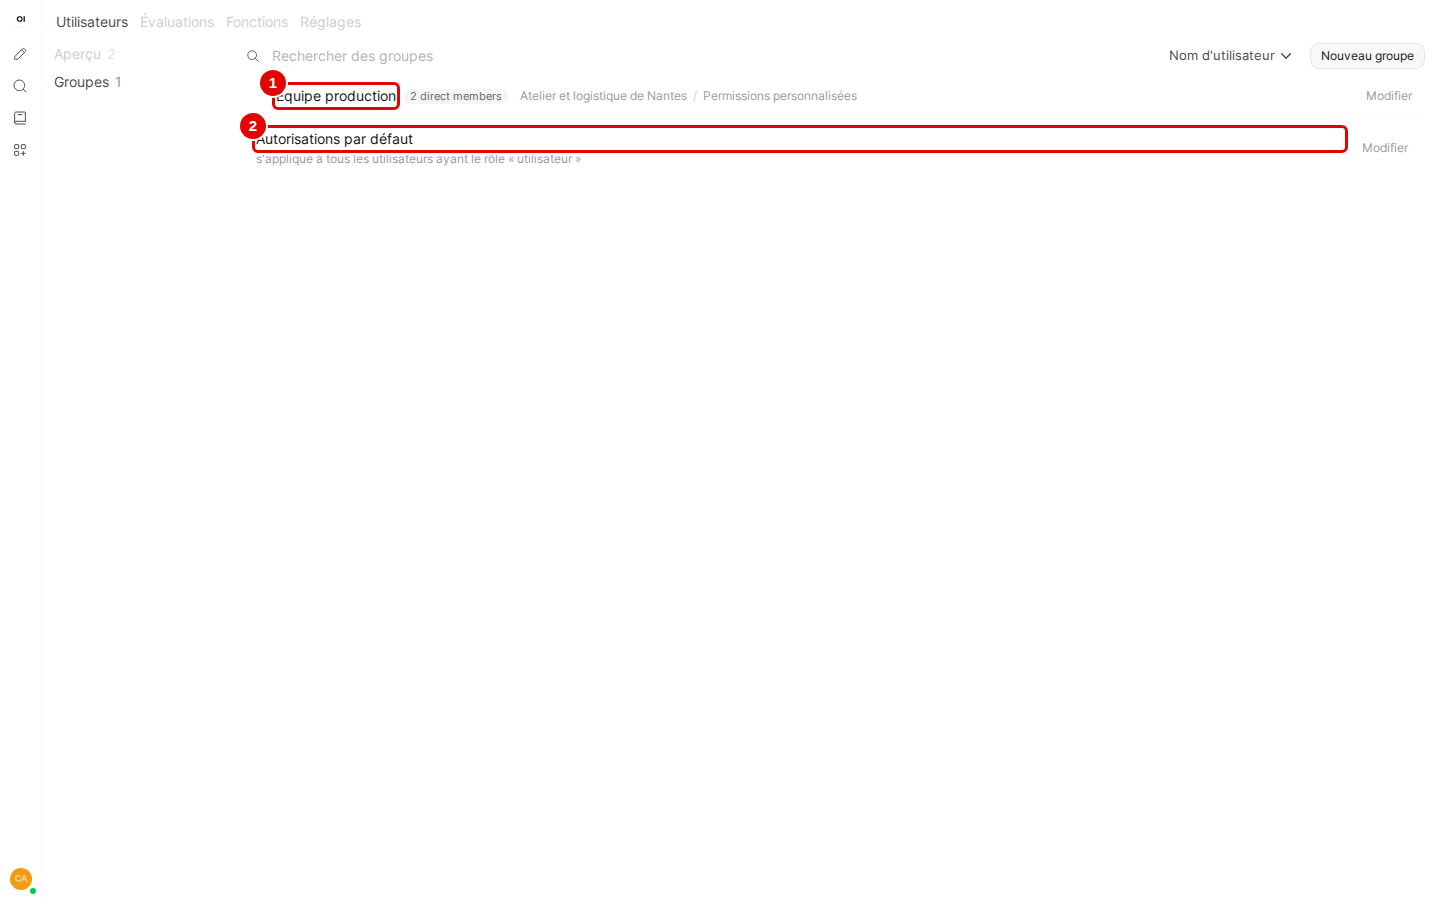 OI
Utilisateurs Évaluations Fonctions Réglages
Aperçu 2
Groupes 1
Rechercher des groupes
Nom d'utilisateur
Nouveau groupe
1
Équipe production 2 direct members Atelier et logistique de Nantes / Permissions personnalisées
Modifier
2
Autorisations par défaut
s'applique à tous les utilisateurs ayant le rôle « utilisateur »
Modifier
CA